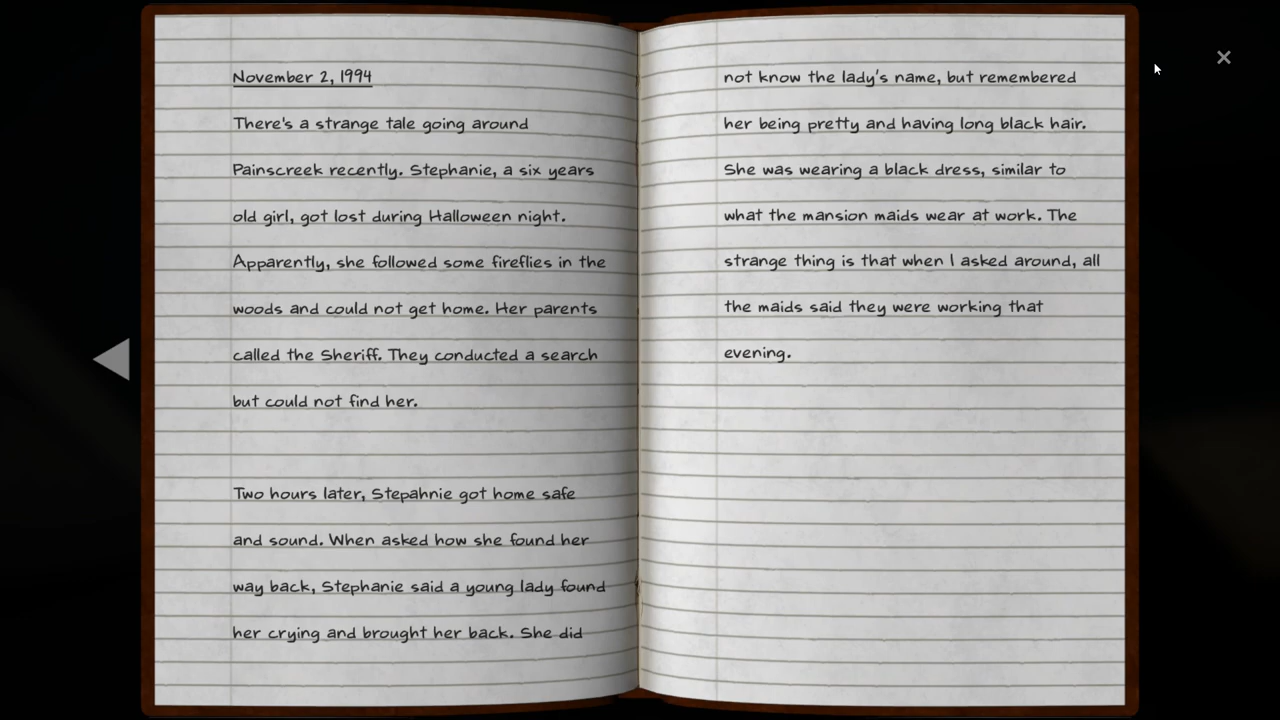 November 2, 1994
There's a strange tale going around
Painscreek recently. Stephanie, a six years
old girl, got lost during Halloween night.
Apparently, she followed some fireflies in the
woods and could not get home. Her parents
called the Sheriff. They conducted a search
but could not find her.
Two hours later, Stepahnie got home safe
and sound. When asked how she found her
way back, Stephanie said a young lady found
her crying and brought her back. She did
not know the lady's name, but remembered
her being pretty and having long black hair.
She was wearing a black dress, similar to
what the mansion maids wear at work. The
strange thing is that when I asked around, all
the maids said they were working that
evening.